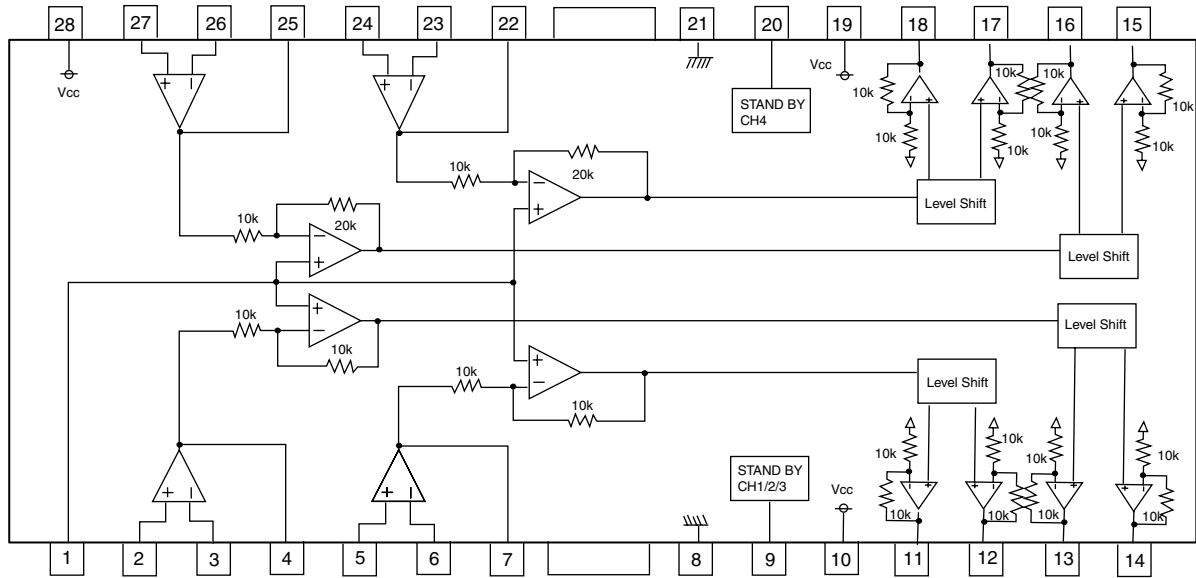 28
27
26
25
24
23
22
21
20
19
18
17
16
15
Vcc
+ −
+ −
STAND BY
CH4
Vcc
10k
10k
− +
+ −
10k
10k
10k
10k
− +
+ −
10k
10k
10k
20k
−
+
Level Shift
10k
20k
−
+
Level Shift
+
−
10k
10k
Level Shift
+
−
10k
10k
Level Shift
+ −
+ −
STAND BY
CH1/2/3
Vcc
10k
10k
− +
10k
+ −
10k
10k
10k
− +
10k
+ −
10k
1
2
3
4
5
6
7
8
9
10
11
12
13
14